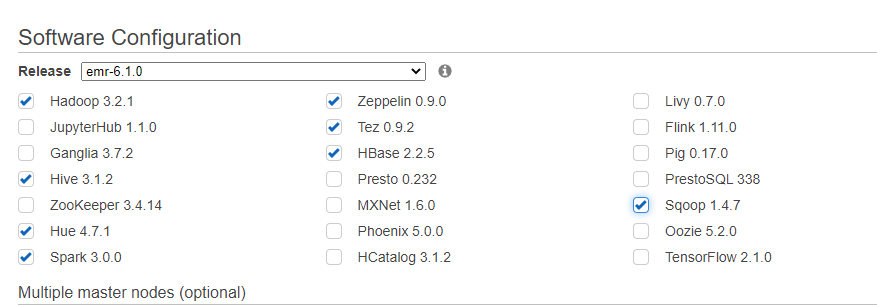 Software Configuration
Release emr-6.1.0
Hadoop 3.2.1 Zeppelin 0.9.0 Livy 0.7.0
JupyterHub 1.1.0 Tez 0.9.2 Flink 1.11.0
Ganglia 3.7.2 HBase 2.2.5 Pig 0.17.0
Hive 3.1.2 Presto 0.232 PrestoSQL 338
ZooKeeper 3.4.14 MXNet 1.6.0 Sqoop 1.4.7
Hue 4.7.1 Phoenix 5.0.0 Oozie 5.2.0
Spark 3.0.0 HCatalog 3.1.2 TensorFlow 2.1.0
Multiple master nodes (optional)